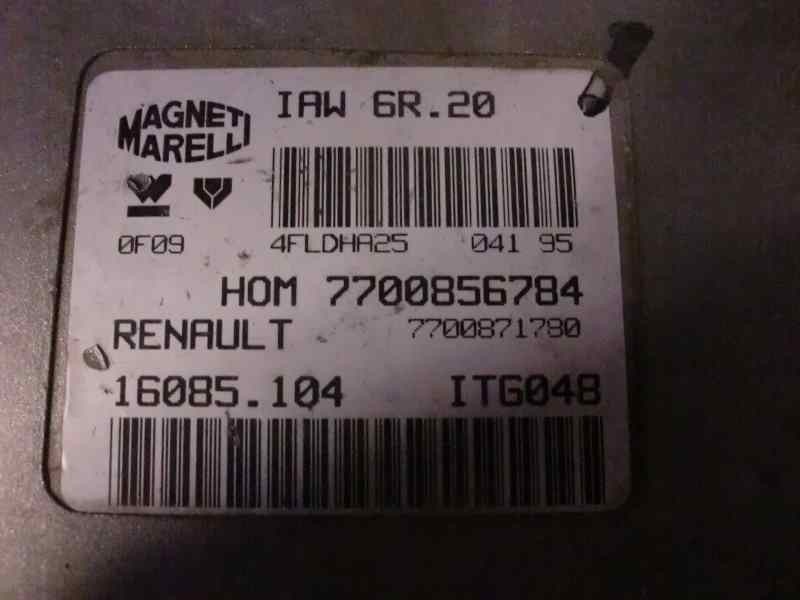 MAGNETI
MARELLI
IAW 6R.20
0F09 4FLDHA25 041 95
HOM 7700856784
RENAULT 7700871780
16085.104 ITG048